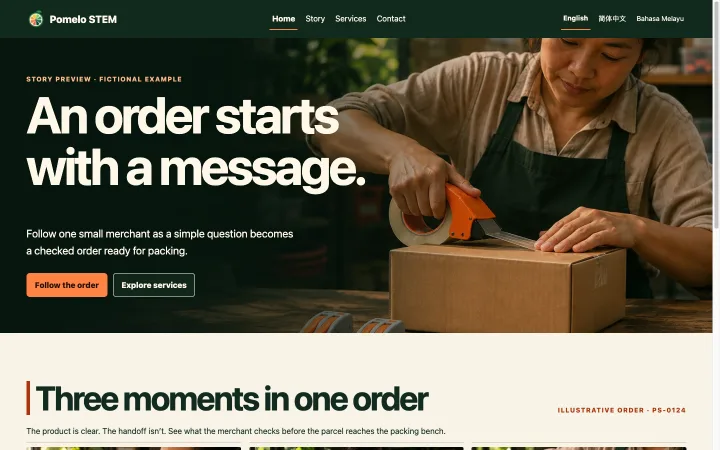 Pomelo STEM
Home Story Services Contact
English 简体中文 Bahasa Melayu
STORY PREVIEW · FICTIONAL EXAMPLE
An order starts
with a message.
Follow one small merchant as a simple question becomes
a checked order ready for packing.
Follow the order
Explore services
Three moments in one order
ILLUSTRATIVE ORDER · PS-0124
The product is clear. The handoff isn't. See what the merchant checks before the parcel reaches the packing bench.